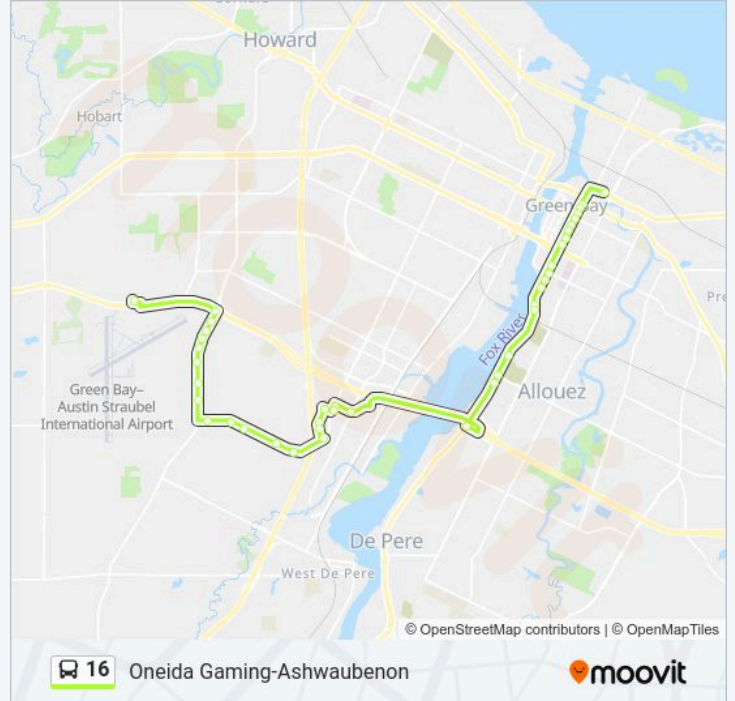 Howard
Hobart
Green Bay
Fox River
Allouez
Green Bay–
Austin Straubel
International Airport
De Pere
West De Pere
© OpenStreetMap contributors | © OpenMapTiles
16 Oneida Gaming-Ashwaubenon
moovit